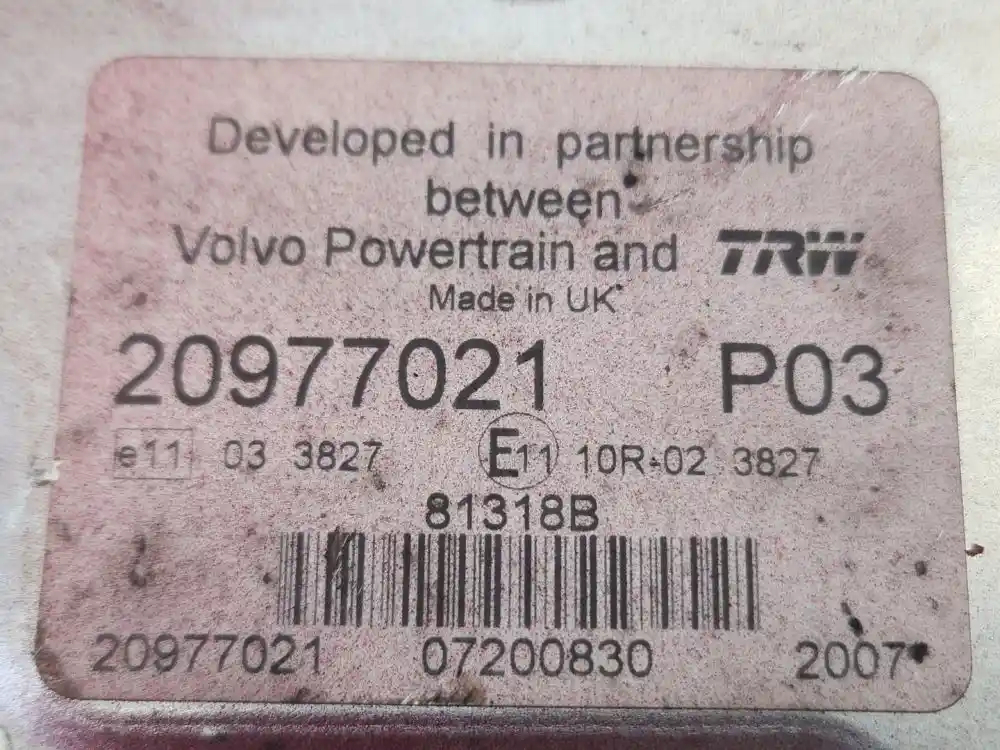 Developed in partnership
between
Volvo Powertrain and TRW
Made in UK
20977021 P03
e11 03 3827 E11 10R-02 3827
81318B
20977021 07200830 2007